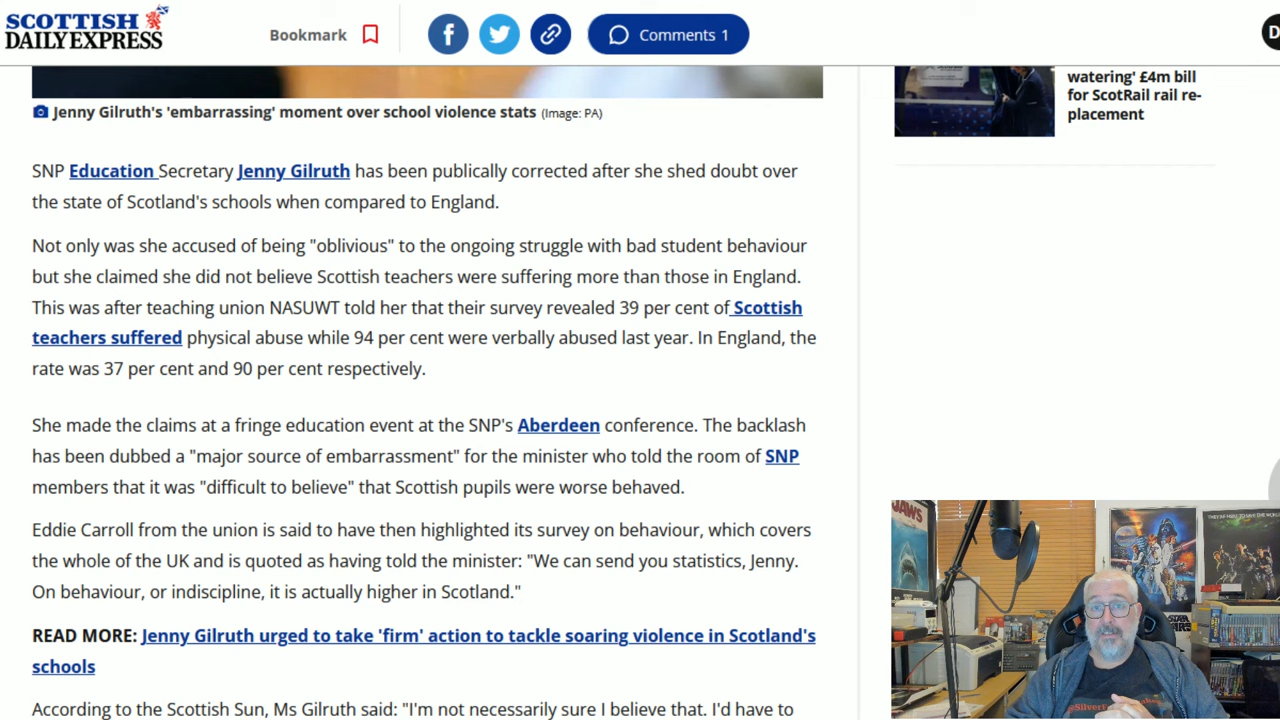 SCOTTISH
DAILY EXPRESS
Bookmark
Comments 1
Jenny Gilruth's 'embarrassing' moment over school violence stats (Image: PA)
SNP Education Secretary Jenny Gilruth has been publically corrected after she shed doubt over
the state of Scotland's schools when compared to England.
Not only was she accused of being "oblivious" to the ongoing struggle with bad student behaviour
but she claimed she did not believe Scottish teachers were suffering more than those in England.
This was after teaching union NASUWT told her that their survey revealed 39 per cent of Scottish
teachers suffered physical abuse while 94 per cent were verbally abused last year. In England, the
rate was 37 per cent and 90 per cent respectively.
She made the claims at a fringe education event at the SNP's Aberdeen conference. The backlash
has been dubbed a "major source of embarrassment" for the minister who told the room of SNP
members that it was "difficult to believe" that Scottish pupils were worse behaved.
Eddie Carroll from the union is said to have then highlighted its survey on behaviour, which covers
the whole of the UK and is quoted as having told the minister: "We can send you statistics, Jenny.
On behaviour, or indiscipline, it is actually higher in Scotland."
READ MORE: Jenny Gilruth urged to take 'firm' action to tackle soaring violence in Scotland's
schools
According to the Scottish Sun, Ms Gilruth said: "I'm not necessarily sure I believe that. I'd have to
watering' £4m bill
for ScotRail rail re-
placement
D
JAWS
STAR
WARS